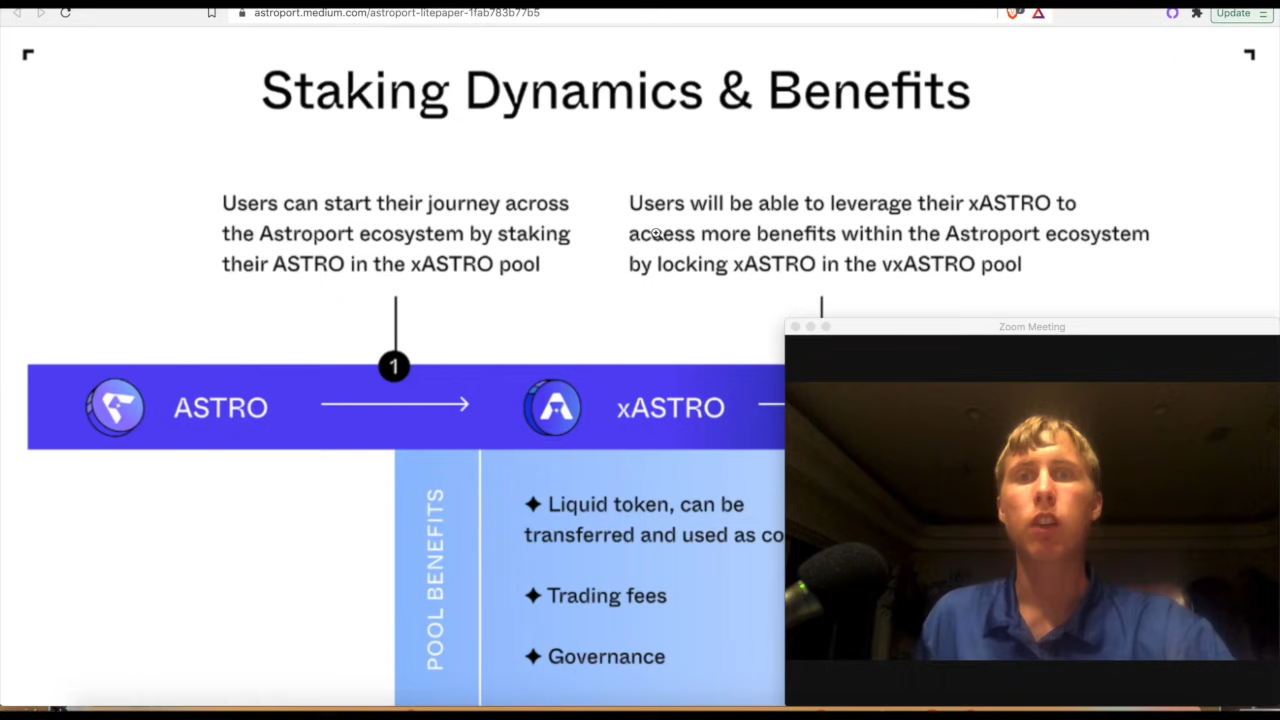 astroport.medium.com/astroport-litepaper-1fab783b77b5
Update
Staking Dynamics & Benefits
Users can start their journey across
the Astroport ecosystem by staking
their ASTRO in the xASTRO pool
Users will be able to leverage their xASTRO to
access more benefits within the Astroport ecosystem
by locking xASTRO in the vxASTRO pool
Zoom Meeting
1
ASTRO
xASTRO
POOL BENEFITS
✦ Liquid token, can be
transferred and used as co
✦ Trading fees
✦ Governance